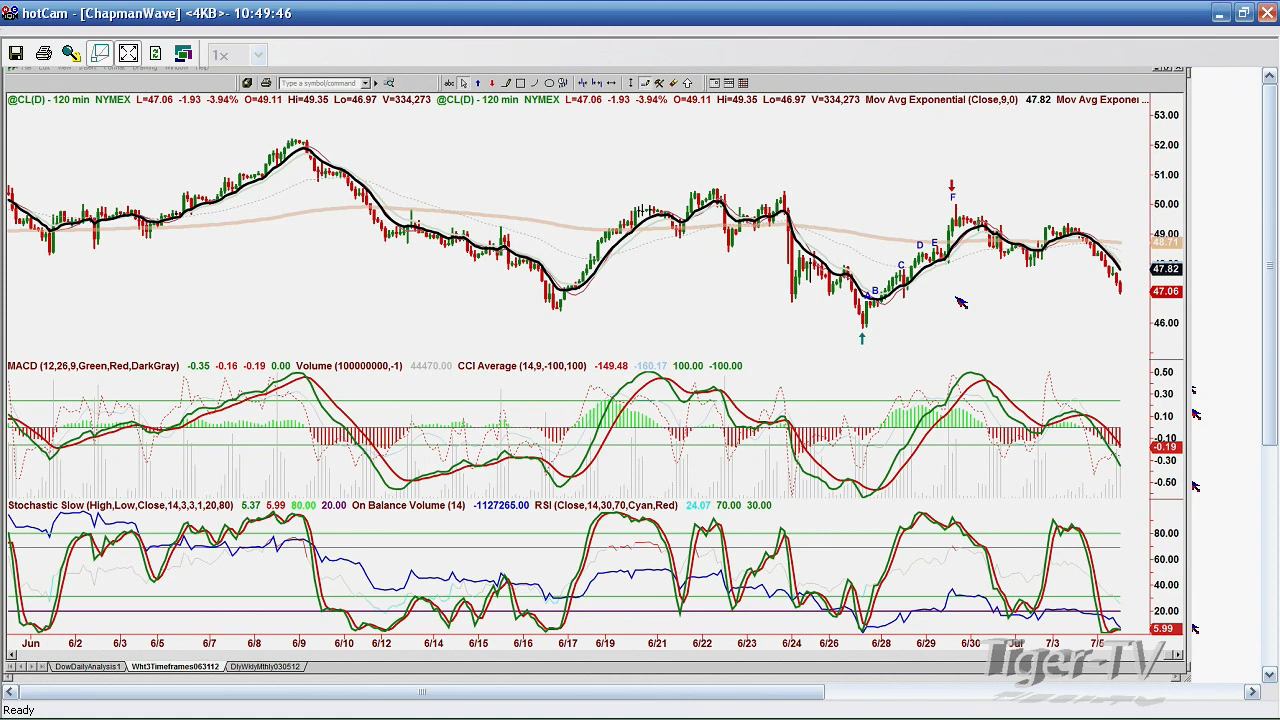 hotCam - [ChapmanWave] <4KB>- 10:49:46
1x
Type a symbol/command
abc
@CL(D) - 120 min NYMEX L=47.06 -1.93 -3.94% O=49.11 Hi=49.35 Lo=46.97 V=334,273 @CL(D) - 120 min NYMEX L=47.06 -1.93 -3.94% O=49.11 Hi=49.35 Lo=46.97 V=334,273 Mov Avg Exponential (Close,9,0) 47.82 Mov Avg Exponer ...
53.00
52.00
51.00
50.00
49.00
48.71
47.82
47.06
46.00
F
D
E
C
A
B
MACD (12,26,9,Green,Red,DarkGray) -0.35 -0.16 -0.19 0.00 Volume (100000000,-1) 44470.00 CCI Average (14,9,-100,100) -149.48 -160.17 100.00 -100.00
0.50
0.30
0.10
-0.10
-0.19
-0.30
-0.50
Stochastic Slow (High,Low,Close,14,3,3,1,20,80) 5.37 5.99 80.00 20.00 On Balance Volume (14) -1127265.00 RSI (Close,14,30,70,Cyan,Red) 24.07 70.00 30.00
80.00
60.00
40.00
20.00
5.99
Jun 6/2 6/3 6/5 6/7 6/8 6/9 6/10 6/12 6/14 6/15 6/16 6/17 6/19 6/21 6/22 6/23 6/24 6/26 6/28 6/29 6/30 Jul 7/3 7/5
DowDailyAnalysis1 Wht3Timeframes063112 DlyWklyMthly030512
Tiger-TV
Ready